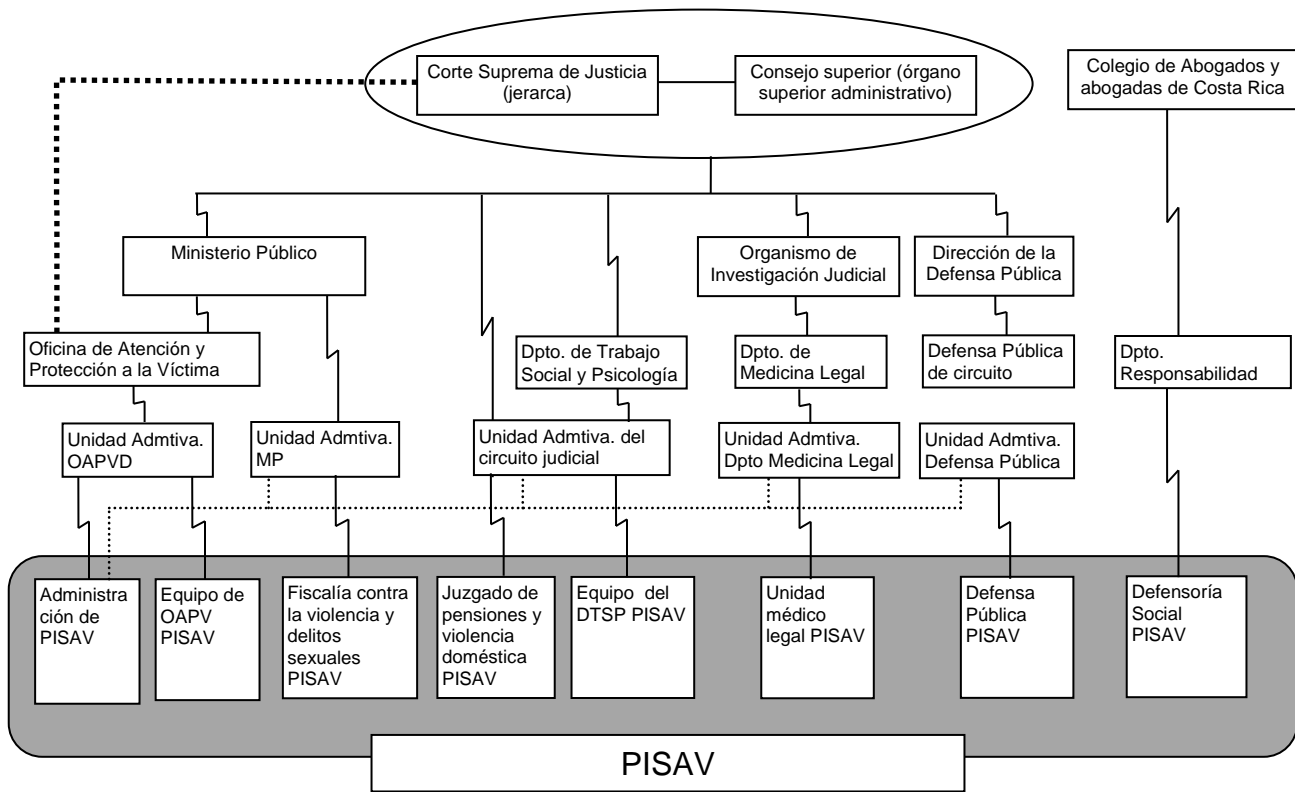 Corte Suprema de Justicia
(jerarca)
Consejo superior (órgano
superior administrativo)
Colegio de Abogados y
abogadas de Costa Rica
Ministerio Público
Organismo de
Investigación Judicial
Dirección de la
Defensa Pública
Oficina de Atención y
Protección a la Víctima
Dpto. de Trabajo
Social y Psicología
Dpto. de
Medicina Legal
Defensa Pública
de circuito
Dpto.
Responsabilidad
Unidad Admtiva.
OAPVD
Unidad Admtiva.
MP
Unidad Admtiva. del
circuito judicial
Unidad Admtiva.
Dpto Medicina Legal
Unidad Admtiva.
Defensa Pública
Administra
ción de
PISAV
Equipo de
OAPV
PISAV
Fiscalía contra
la violencia y
delitos
sexuales
PISAV
Juzgado de
pensiones y
violencia
doméstica
PISAV
Equipo del
DTSP PISAV
Unidad
médico
legal PISAV
Defensa
Pública
PISAV
Defensoría
Social
PISAV
PISAV